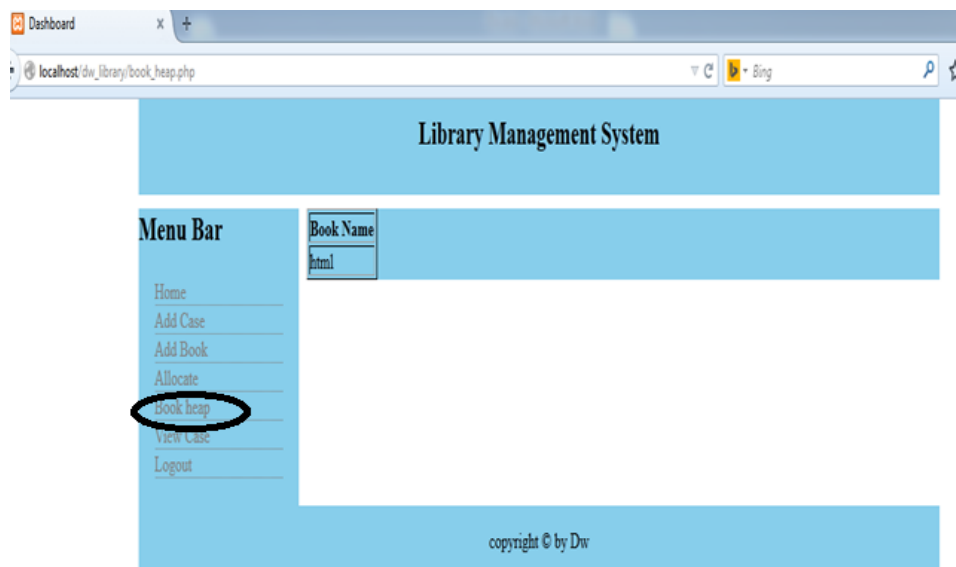 Dashboard
localhost/dw_library/book_heap.php
Bing
Library Management System
Menu Bar
Home
Add Case
Add Book
Allocate
Book heap
View Case
Logout
Book Name
html
copyright © by Dw